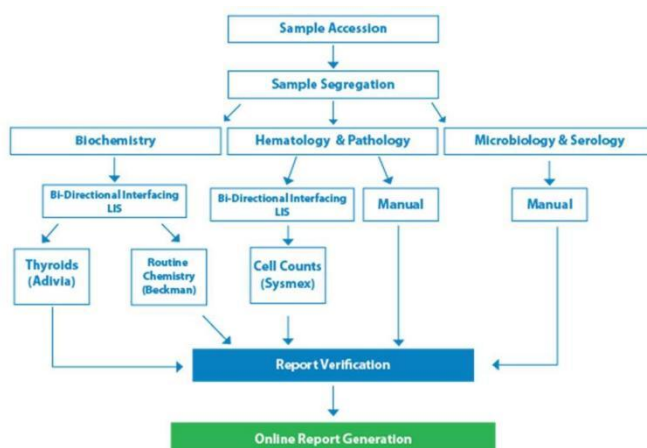 Sample Accession
Sample Segregation
Biochemistry
Hematology & Pathology
Microbiology & Serology
Bi-Directional Interfacing
LIS
Bi-Directional Interfacing
LIS
Manual
Manual
Thyroids
(Adivia)
Routine
Chemistry
(Beckman)
Cell Counts
(Sysmex)
Report Verification
Online Report Generation